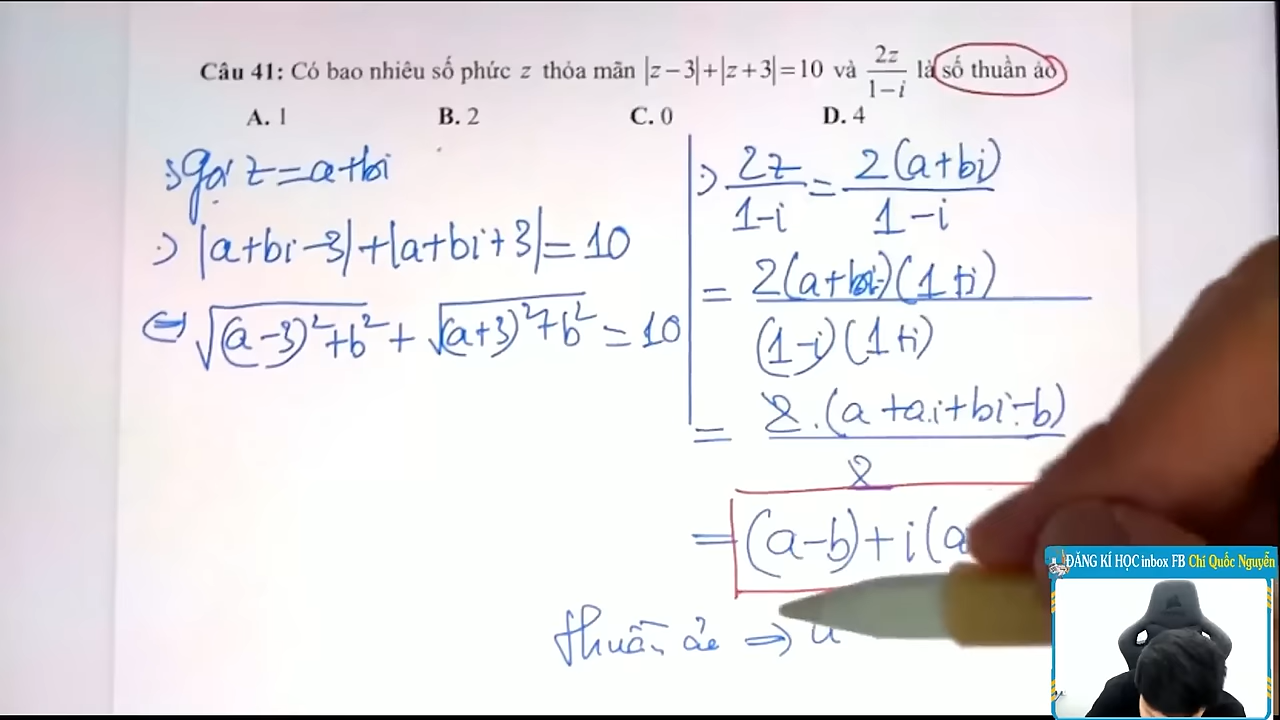 Câu 41: Có bao nhiêu số phức z thỏa mãn |z−3|+|z+3|=10 và 2z/(1−i) là số thuần ảo
A. 1 B. 2 C. 0 D. 4
Gọi z=a+bi
|a+bi−3|+|a+bi+3|=10
⇔ √((a−3)²+b²) + √((a+3)²+b²) = 10
2z/(1−i) = 2(a+bi)/(1−i)
= 2(a+bi)(1+i)/((1−i)(1+i))
= 2.(a+ai+bi−b)/2
= (a−b)+i(a
thuần ảo ⇒
ĐĂNG KÍ HỌC inbox FB Chí Quốc Nguyễn